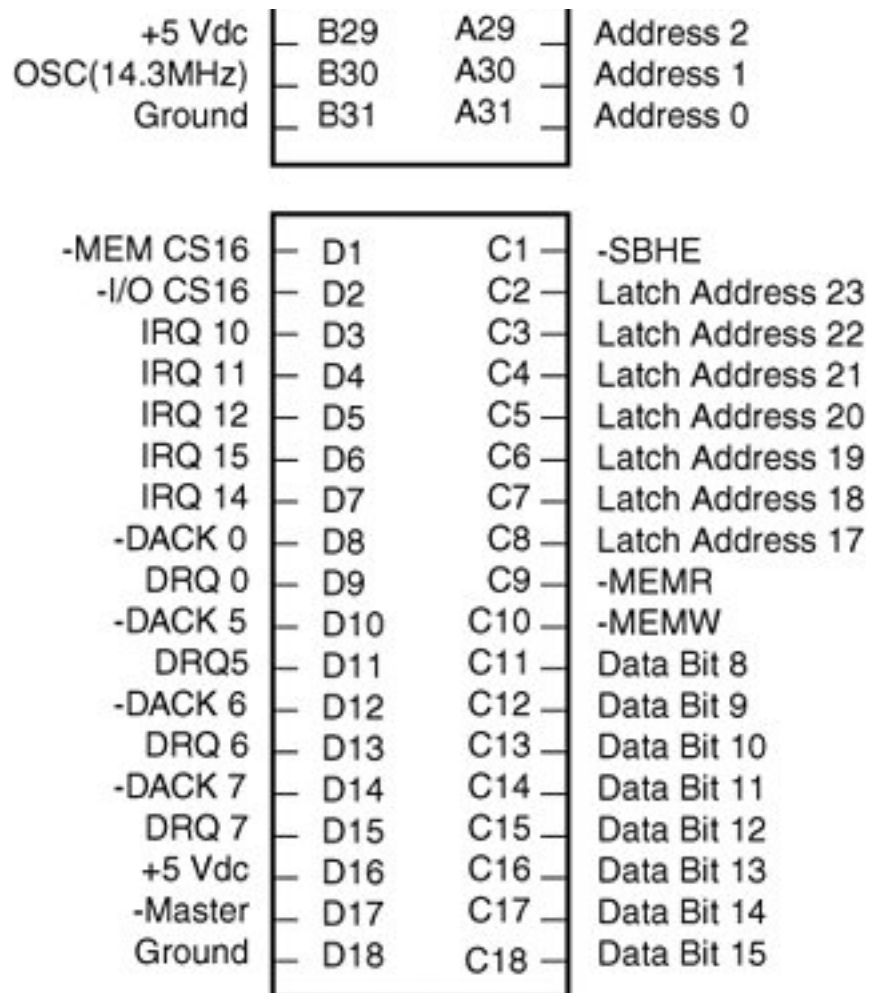 +5 Vdc B29 A29 Address 2
OSC(14.3MHz) B30 A30 Address 1
Ground B31 A31 Address 0
-MEM CS16 D1 C1 -SBHE
-I/O CS16 D2 C2 Latch Address 23
IRQ 10 D3 C3 Latch Address 22
IRQ 11 D4 C4 Latch Address 21
IRQ 12 D5 C5 Latch Address 20
IRQ 15 D6 C6 Latch Address 19
IRQ 14 D7 C7 Latch Address 18
-DACK 0 D8 C8 Latch Address 17
DRQ 0 D9 C9 -MEMR
-DACK 5 D10 C10 -MEMW
DRQ5 D11 C11 Data Bit 8
-DACK 6 D12 C12 Data Bit 9
DRQ 6 D13 C13 Data Bit 10
-DACK 7 D14 C14 Data Bit 11
DRQ 7 D15 C15 Data Bit 12
+5 Vdc D16 C16 Data Bit 13
-Master D17 C17 Data Bit 14
Ground D18 C18 Data Bit 15